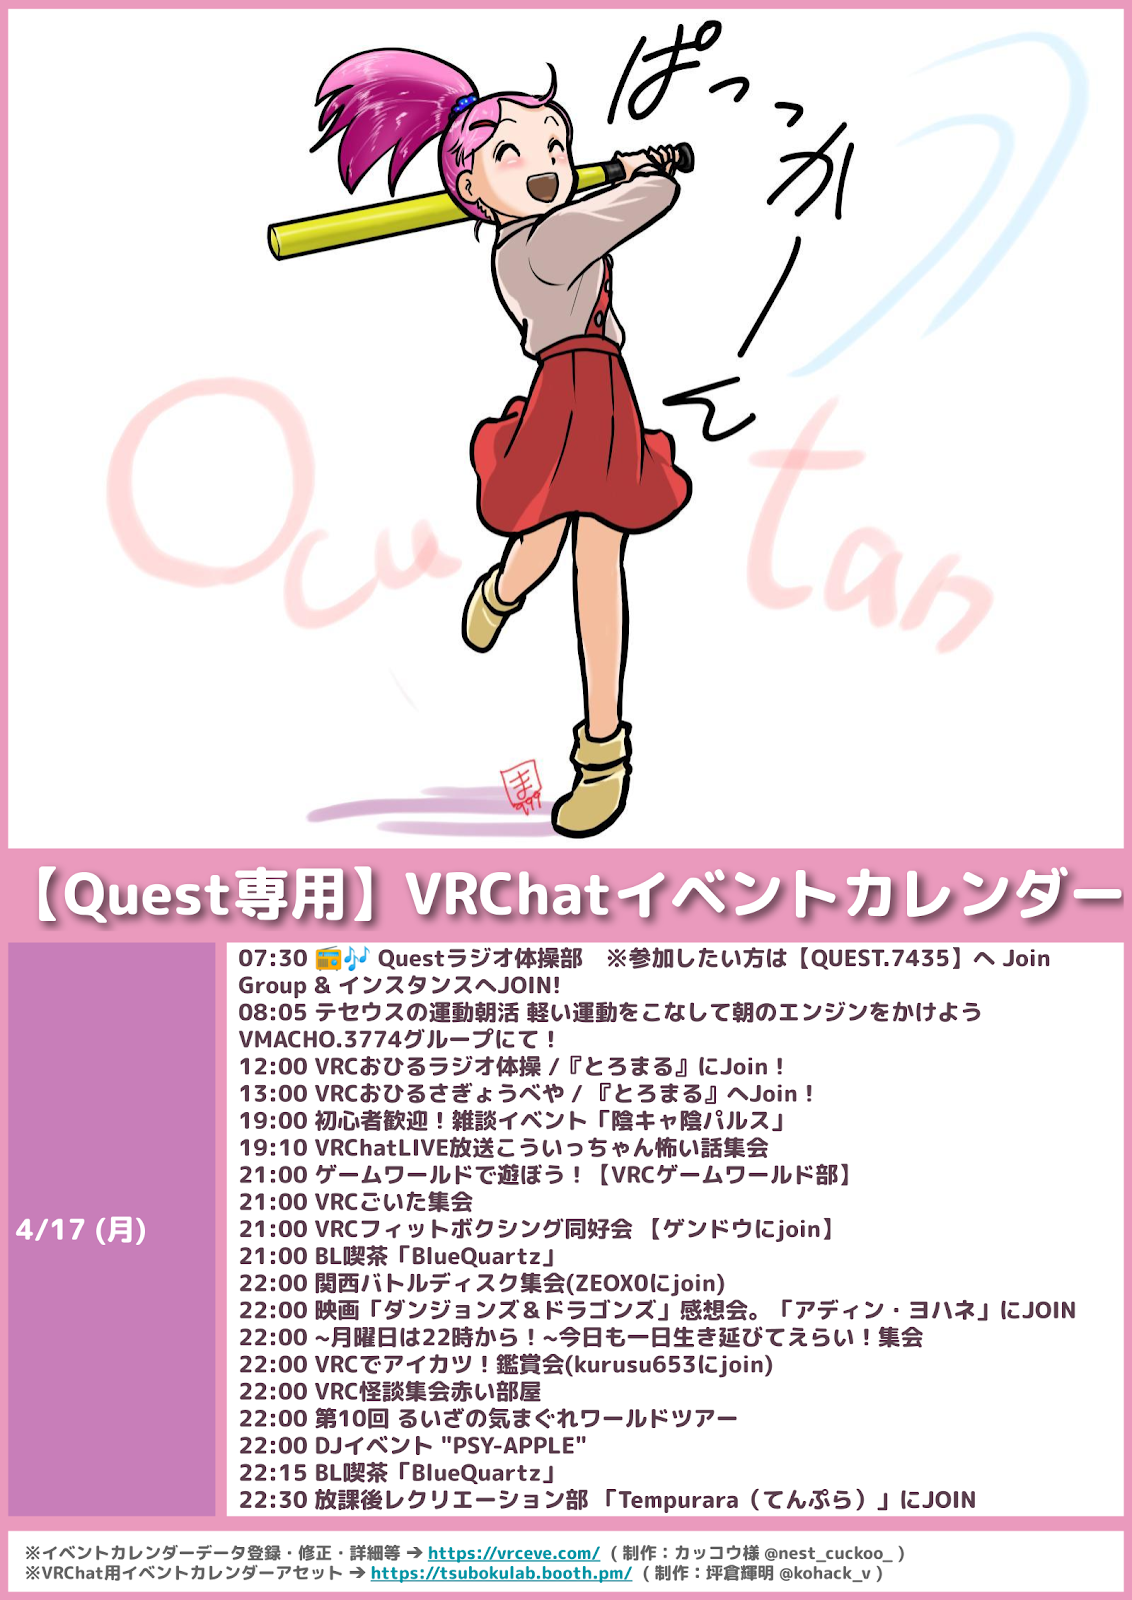 ぱっっかーん
Ocu tan
ま
999
【Quest専用】VRChatイベントカレンダー
4/17 (月)
07:30 📻🎶 Questラジオ体操部　※参加したい方は【QUEST.7435】へ Join
Group & インスタンスへJOIN!
08:05 テセウスの運動朝活 軽い運動をこなして朝のエンジンをかけよう
VMACHO.3774グループにて！
12:00 VRCおひるラジオ体操 /『とろまる』にJoin！
13:00 VRCおひるさぎょうべや / 『とろまる』へJoin！
19:00 初心者歓迎！雑談イベント「陰キャ陰パルス」
19:10 VRChatLIVE放送こういっちゃん怖い話集会
21:00 ゲームワールドで遊ぼう！【VRCゲームワールド部】
21:00 VRCごいた集会
21:00 VRCフィットボクシング同好会 【ゲンドウにjoin】
21:00 BL喫茶「BlueQuartz」
22:00 関西バトルディスク集会(ZEOX0にjoin)
22:00 映画「ダンジョンズ＆ドラゴンズ」感想会。「アディン・ヨハネ」にJOIN
22:00 ~月曜日は22時から！~今日も一日生き延びてえらい！集会
22:00 VRCでアイカツ！鑑賞会(kurusu653にjoin)
22:00 VRC怪談集会赤い部屋
22:00 第10回 るいざの気まぐれワールドツアー
22:00 DJイベント "PSY-APPLE"
22:15 BL喫茶「BlueQuartz」
22:30 放課後レクリエーション部 「Tempurara（てんぷら）」にJOIN
※イベントカレンダーデータ登録・修正・詳細等 ➔ https://vrceve.com/ ( 制作：カッコウ様 @nest_cuckoo_ )
※VRChat用イベントカレンダーアセット ➔ https://tsubokulab.booth.pm/ ( 制作：坪倉輝明 @kohack_v )